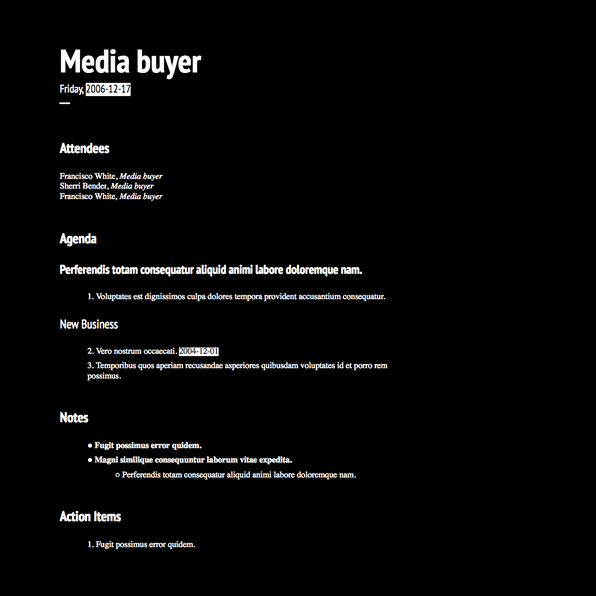 Media buyer
Friday, 2006-12-17
Attendees
Francisco White, Media buyer
Sherri Bender, Media buyer
Francisco White, Media buyer
Agenda
Perferendis totam consequatur aliquid animi labore doloremque nam.
1. Voluptates est dignissimos culpa dolores tempora provident accusantium consequatur.
New Business
2. Vero nostrum occaecati. 2004-12-01
3. Temporibus quos aperiam recusandae asperiores quibusdam voluptates id et porro rem
possimus.
Notes
● Fugit possimus error quidem.
● Magni similique consequuntur laborum vitae expedita.
○ Perferendis totam consequatur aliquid animi labore doloremque nam.
Action Items
1. Fugit possimus error quidem.